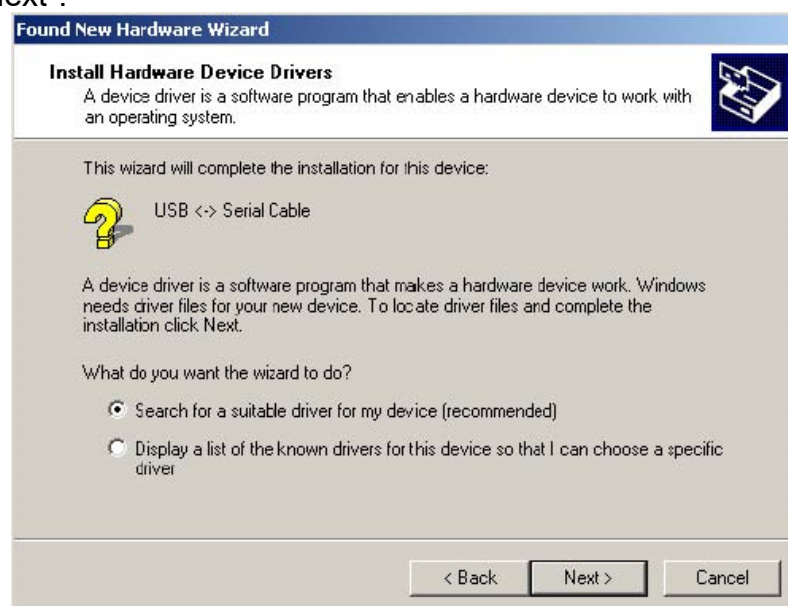 Found New Hardware Wizard
Install Hardware Device Drivers
A device driver is a software program that enables a hardware device to work with
an operating system.
This wizard will complete the installation for this device:
USB <-> Serial Cable
A device driver is a software program that makes a hardware device work. Windows
needs driver files for your new device. To locate driver files and complete the
installation click Next.
What do you want the wizard to do?
Search for a suitable driver for my device (recommended)
Display a list of the known drivers for this device so that I can choose a specific
driver
< Back Next > Cancel